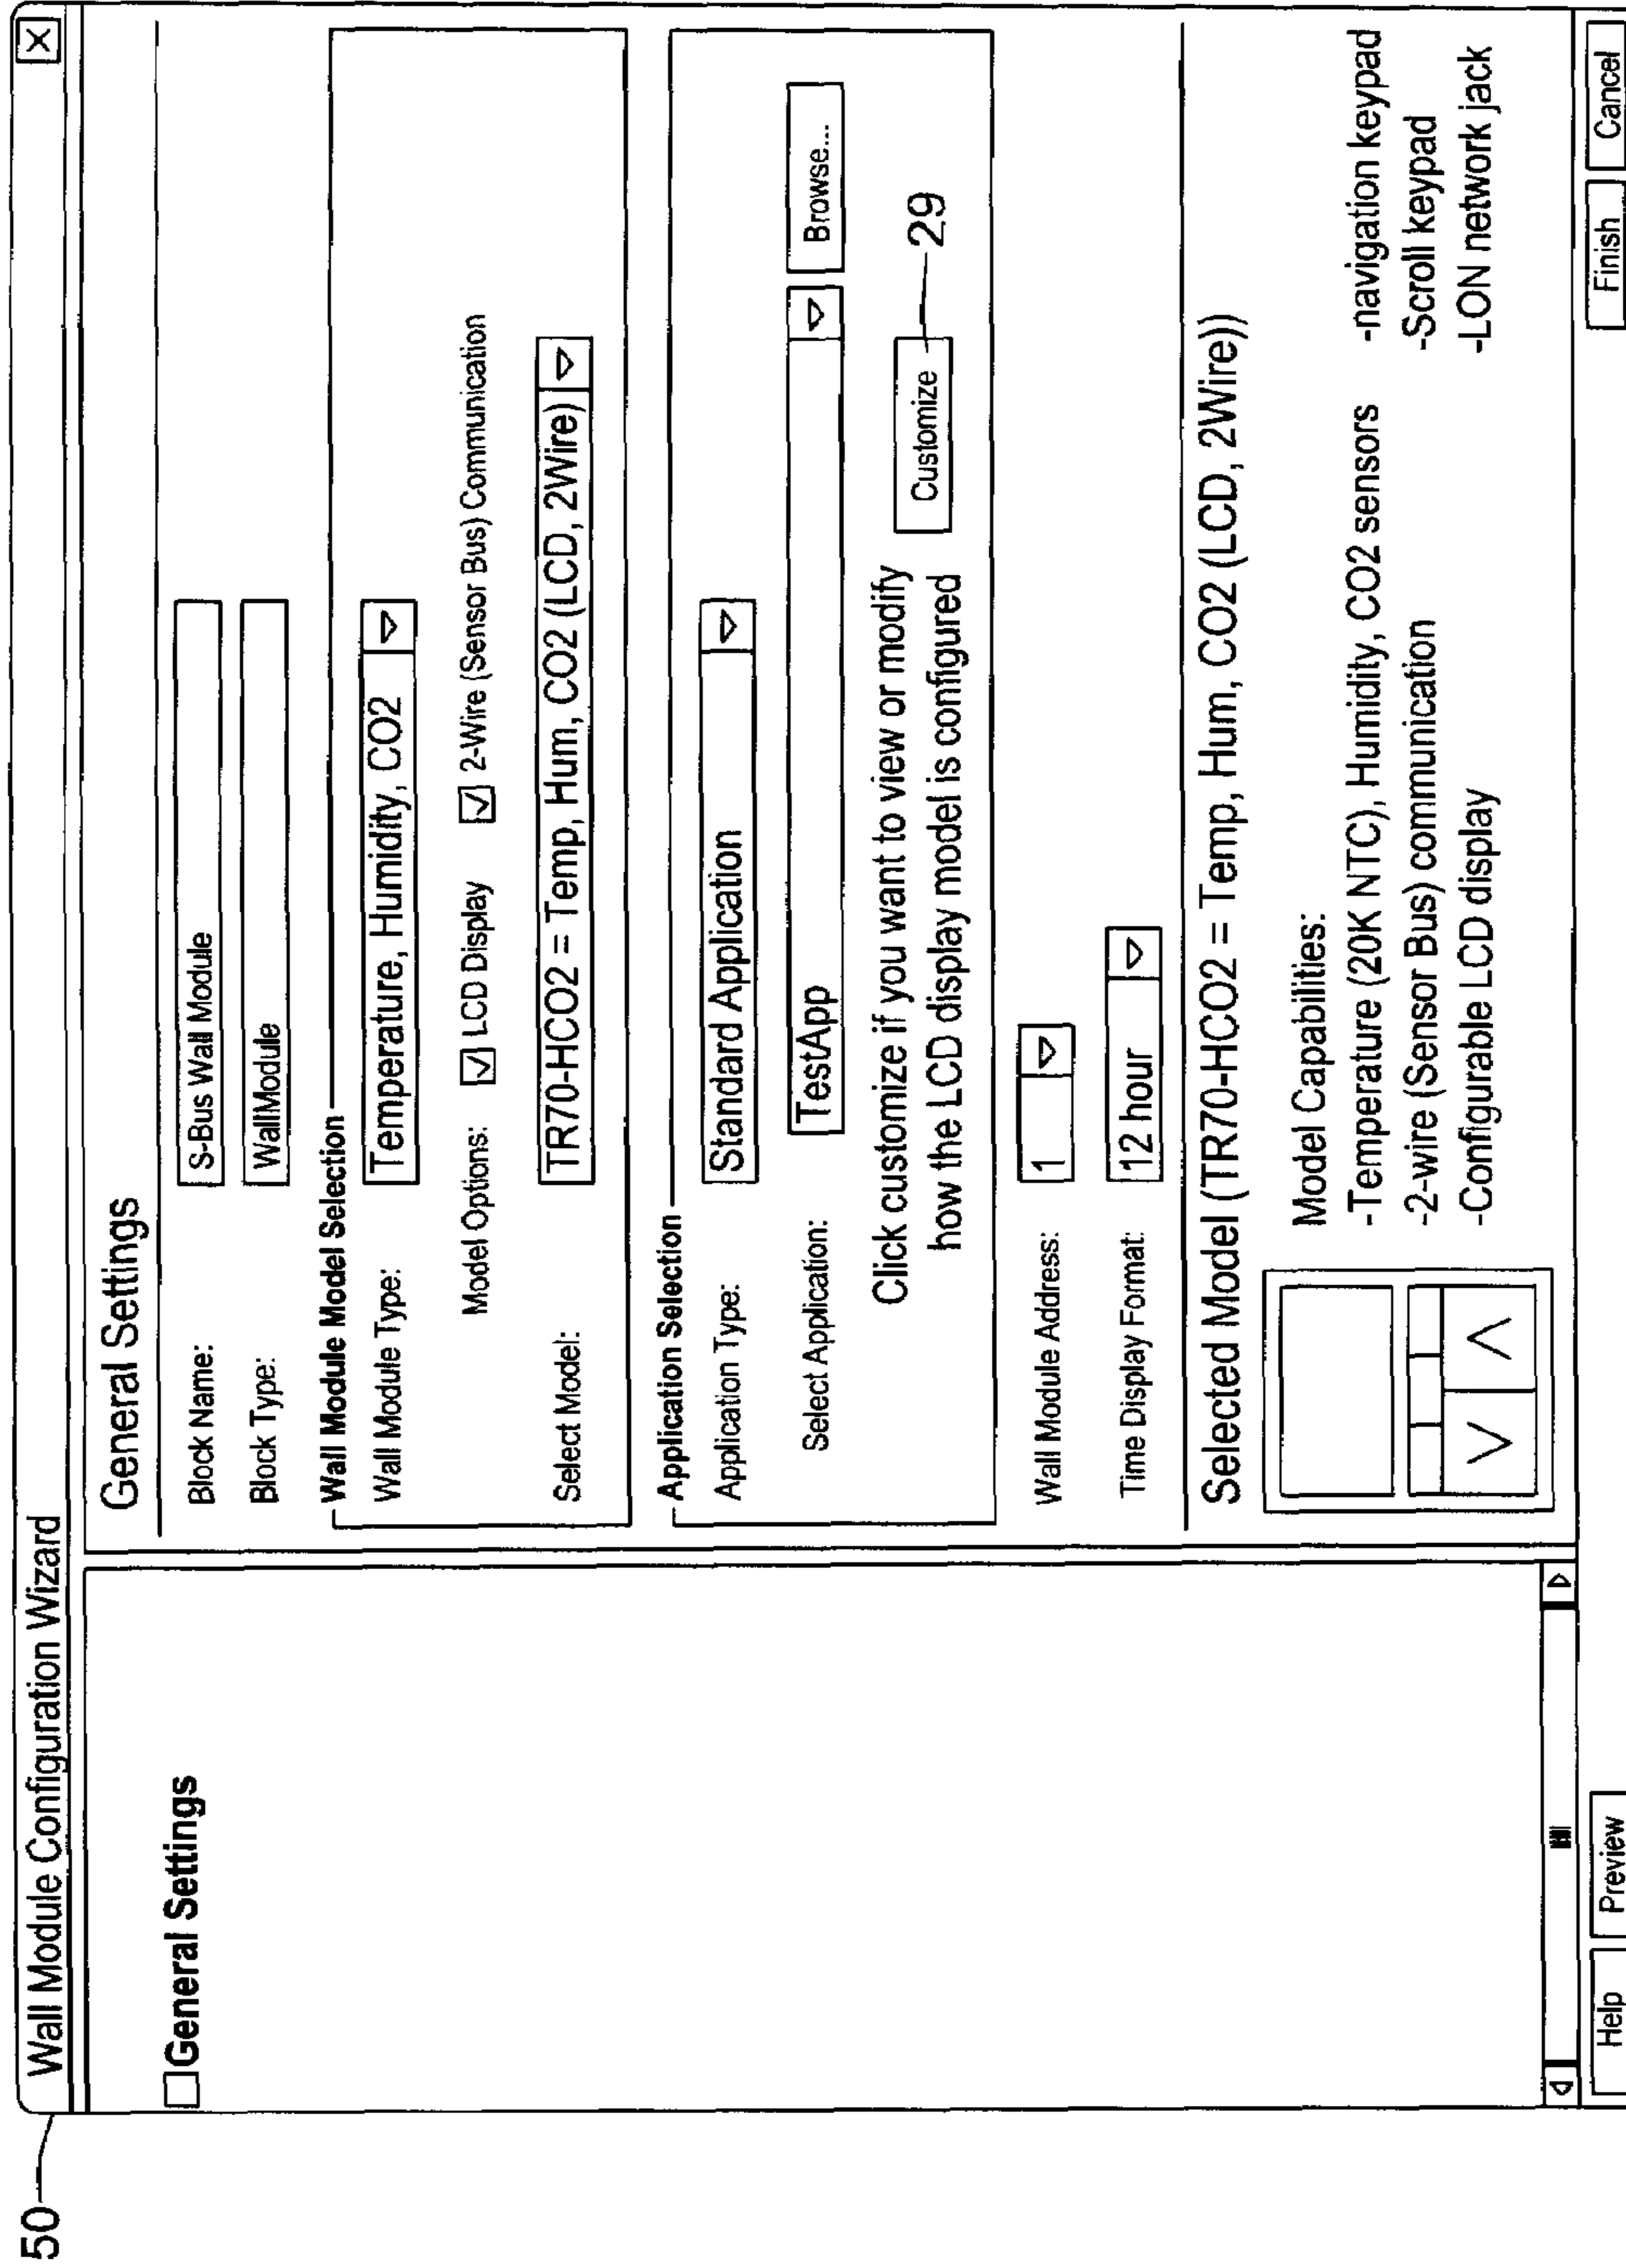 50
Wall Module Configuration Wizard
X
General Settings
General Settings
Block Name:
S-Bus Wall Module
Block Type:
WallModule
Wall Module Model Selection
Wall Module Type:
Temperature, Humidity, CO2
Model Options:
LCD Display
2-Wire (Sensor Bus) Communication
Select Model:
TR70-HCO2 = Temp, Hum, CO2 (LCD, 2Wire)
Application Selection
Application Type:
Standard Application
Select Application:
TestApp
Browse...
Click customize if you want to view or modify
how the LCD display model is configured
Customize
29
Wall Module Address:
1
Time Display Format:
12 hour
Selected Model (TR70-HCO2 = Temp, Hum, CO2 (LCD, 2Wire))
Model Capabilities:
-Temperature (20K NTC), Humidity, CO2 sensors
-navigation keypad
-2-wire (Sensor Bus) communication
-Scroll keypad
-Configurable LCD display
-LON network jack
Help
Preview
Finish
Cancel